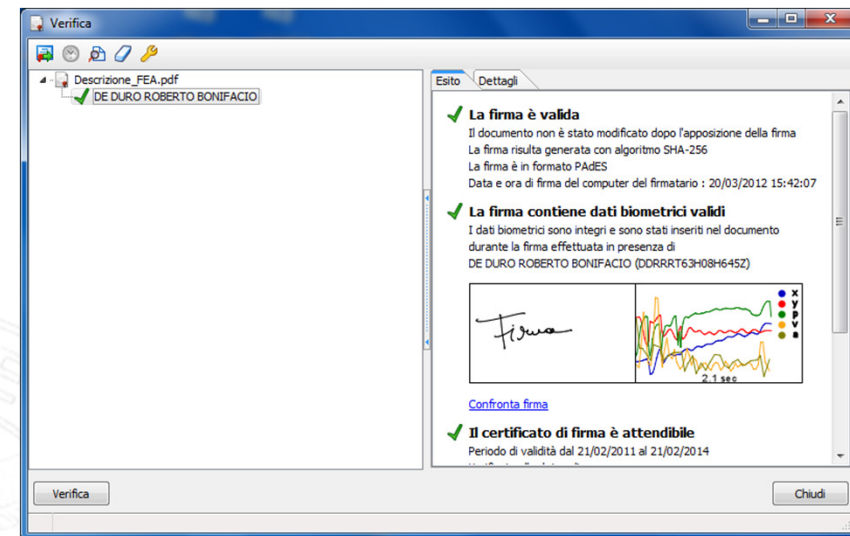 Verifica
Descrizione_FEA.pdf
DE DURO ROBERTO BONIFACIO
Esito
Dettagli
La firma è valida
Il documento non è stato modificato dopo l'apposizione della firma
La firma risulta generata con algoritmo SHA-256
La firma è in formato PAdES
Data e ora di firma del computer del firmatario : 20/03/2012 15:42:07
La firma contiene dati biometrici validi
I dati biometrici sono integri e sono stati inseriti nel documento
durante la firma effettuata in presenza di
DE DURO ROBERTO BONIFACIO (DDRRRT63H08H645Z)
Firma
x
y
p
v
a
2.1 sec
Confronta firma
Il certificato di firma è attendibile
Periodo di validità dal 21/02/2011 al 21/02/2014
Verifica
Chiudi